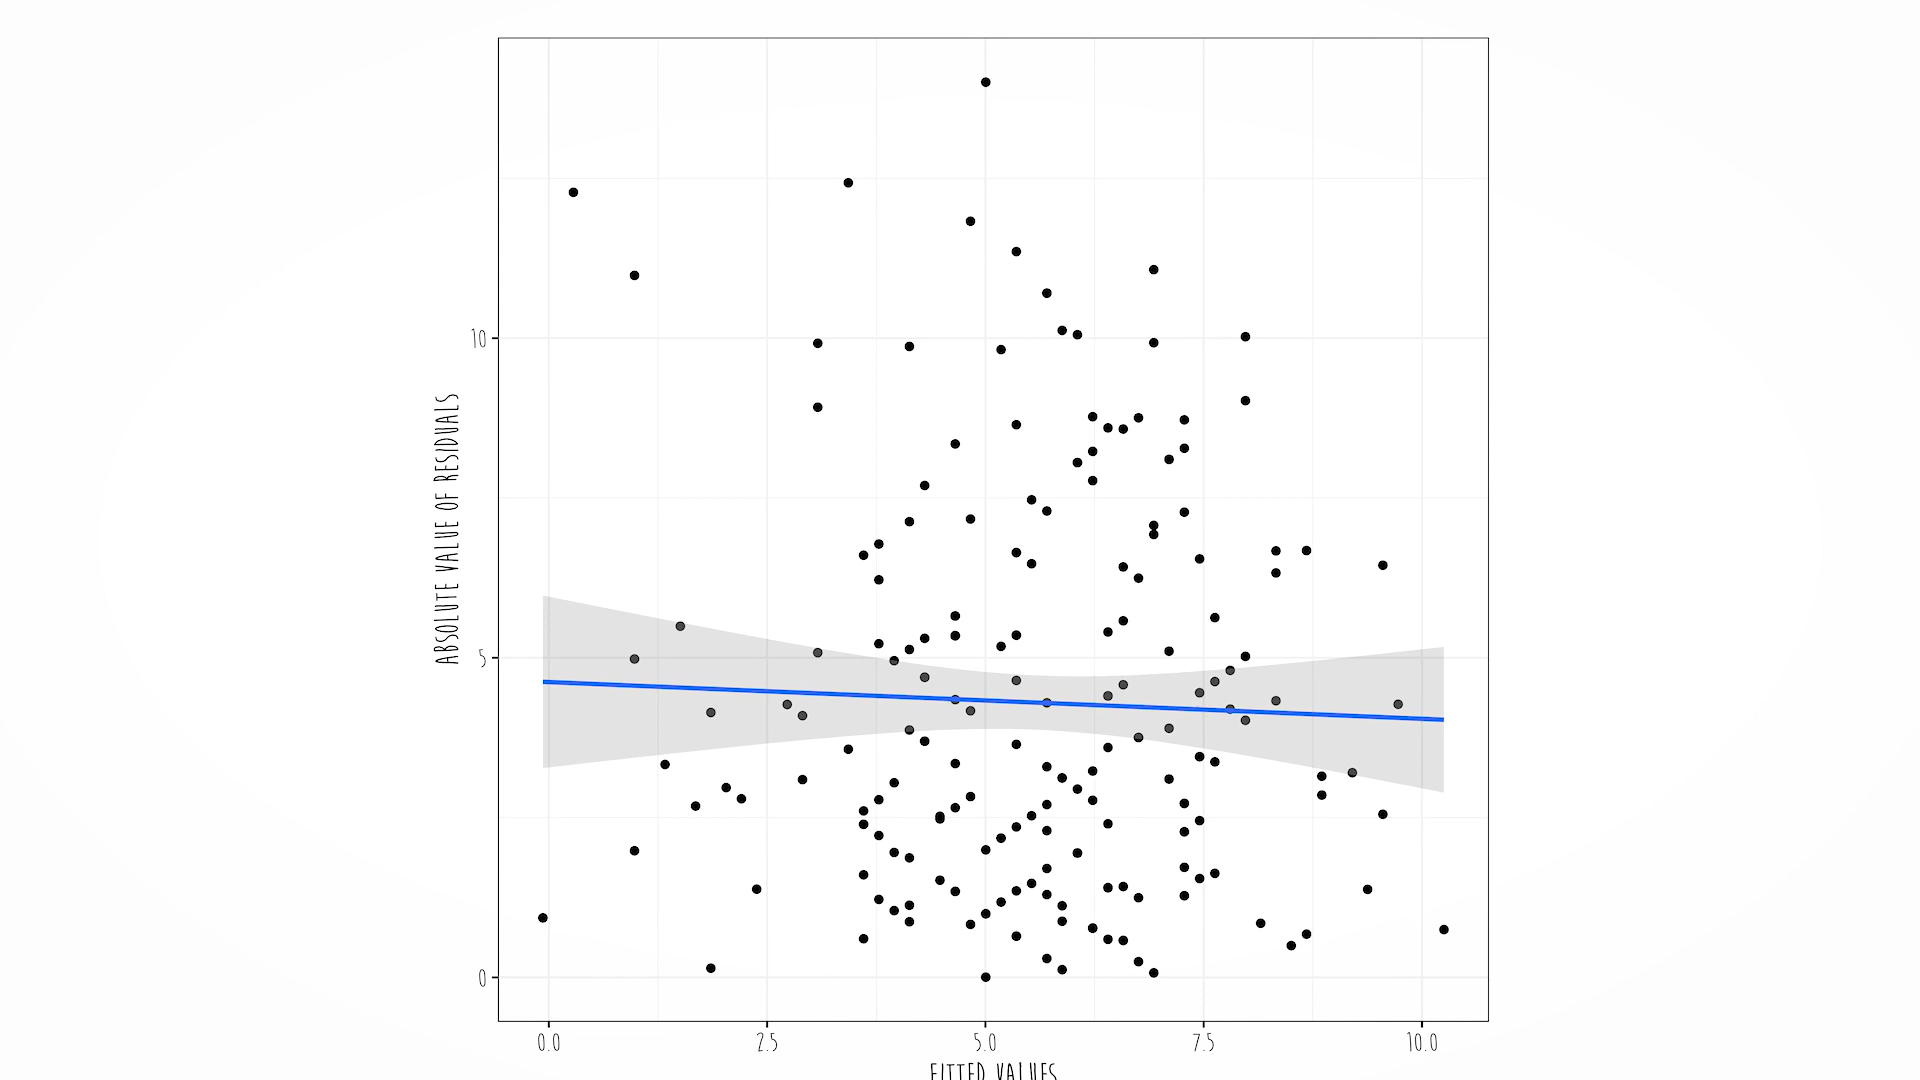 ABSOLUTE VALUE OF RESIDUALS
10
5
0
0.0 2.5 5.0 7.5 10.0
FITTED VALUES